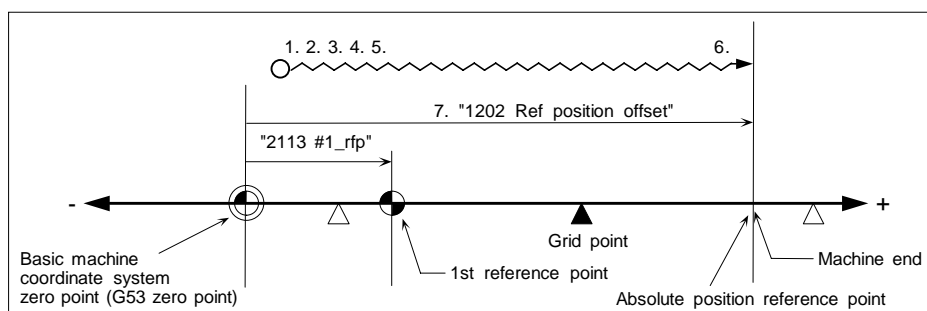 1. 2. 3. 4. 5.
6.
7. "1202 Ref position offset"
"2113 #1_rfp"
-
+
Grid point
Basic machine
coordinate system
zero point (G53 zero point)
1st reference point
Machine end
Absolute position reference point